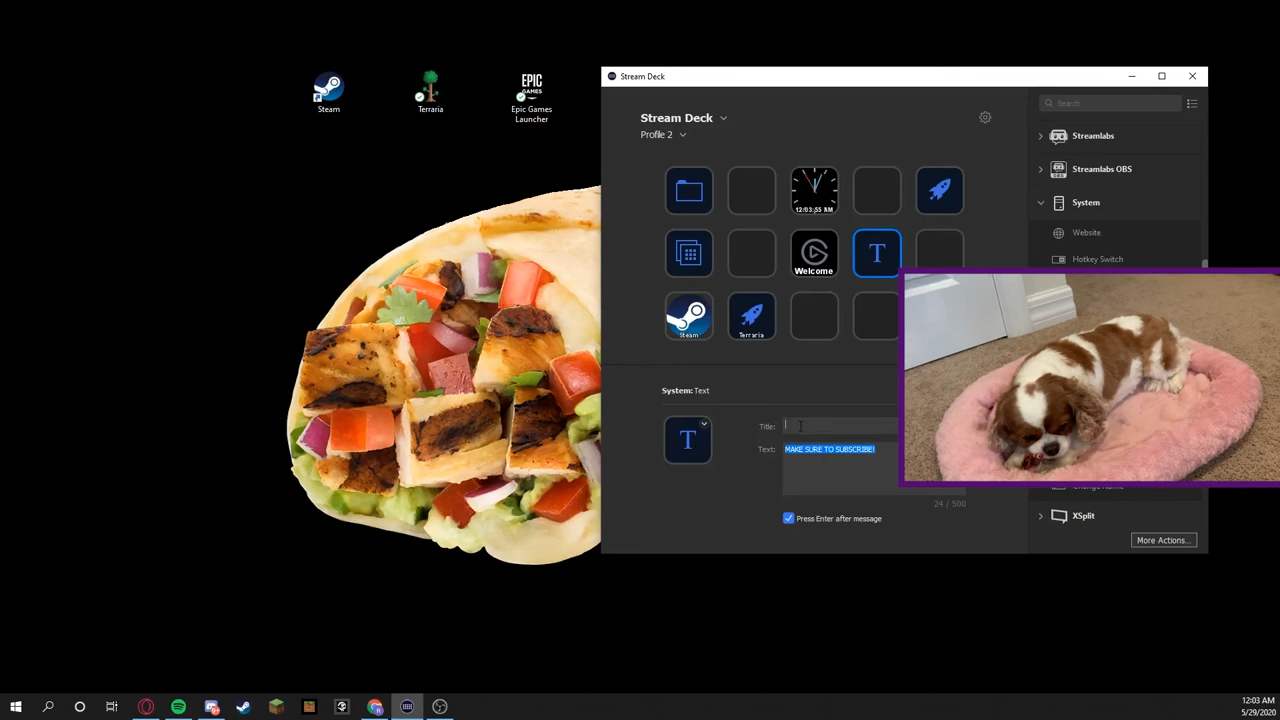 Steam
Terraria
EPIC
GAMES
Epic Games
Launcher
Stream Deck
Stream Deck
Profile 2
12:03:55 AM
Welcome
T
Steam
Terraria
Search
Streamlabs
Streamlabs OBS
System
Website
Hotkey Switch
System: Text
T
Title:
Text:
MAKE SURE TO SUBSCRIBE!
24 / 500
Press Enter after message
XSplit
More Actions...
12:03 AM
5/29/2020